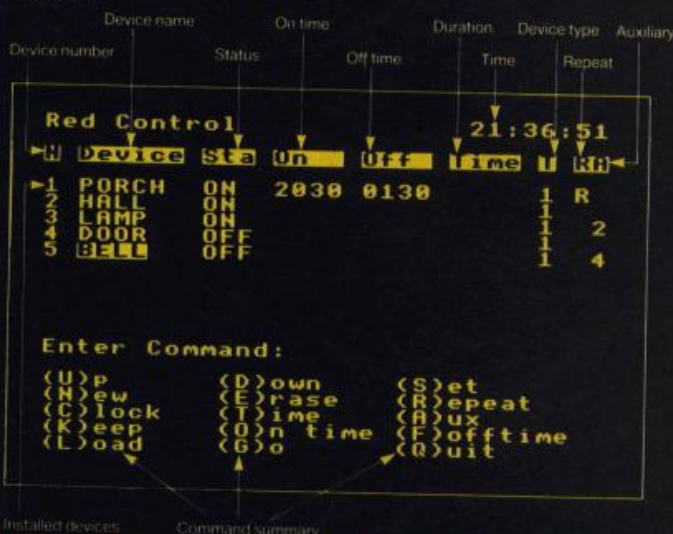 Device name On time Duration Device type Auxiliary
Device number Status Off time Time Repeat
Red Control 21:36:51
N Device Sta On Off Time T RA
1 PORCH ON 2030 0130 1 R
2 HALL ON 1
3 LAMP ON 1
4 DOOR OFF 1 2
5 BELL OFF 1 4
Enter Command:
(U)p (D)own (S)et
(N)ew (E)rase (R)epeat
(C)lock (T)ime (A)ux
(K)eep (O)n time (F)offtime
(L)oad (G)o (Q)uit
Installed devices Command summary